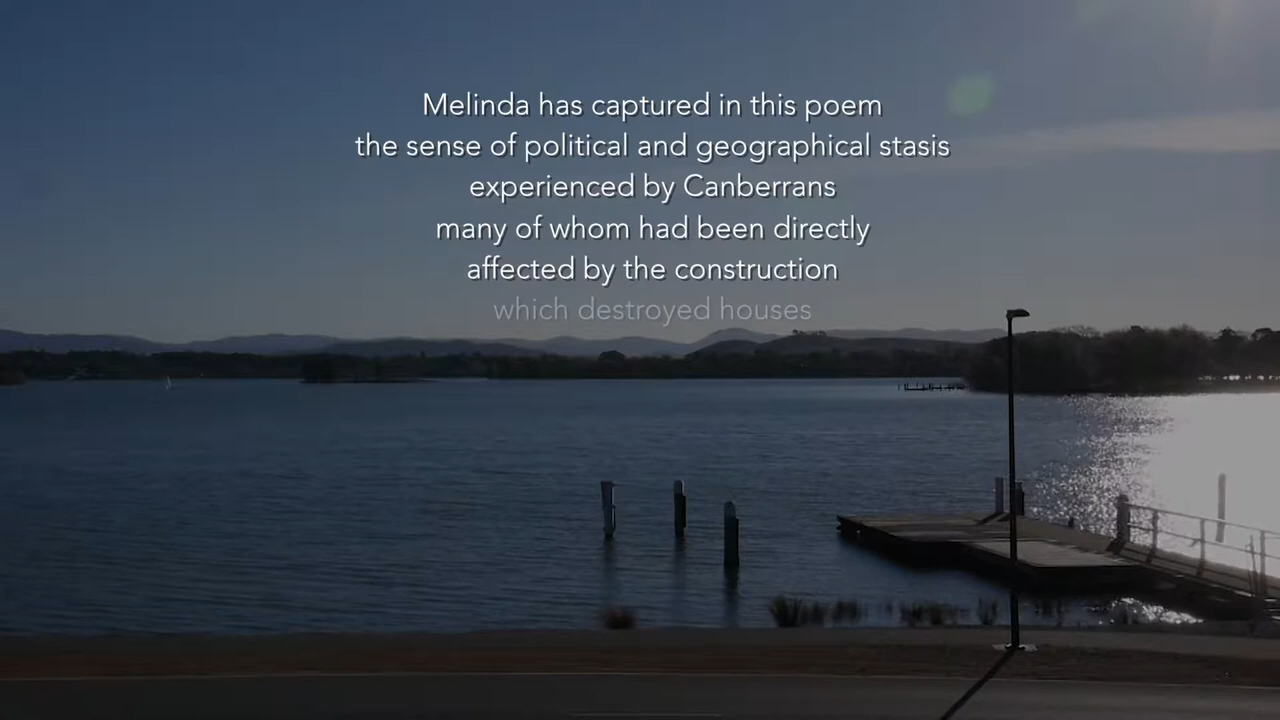 Melinda has captured in this poem
the sense of political and geographical stasis
experienced by Canberrans
many of whom had been directly
affected by the construction
which destroyed houses